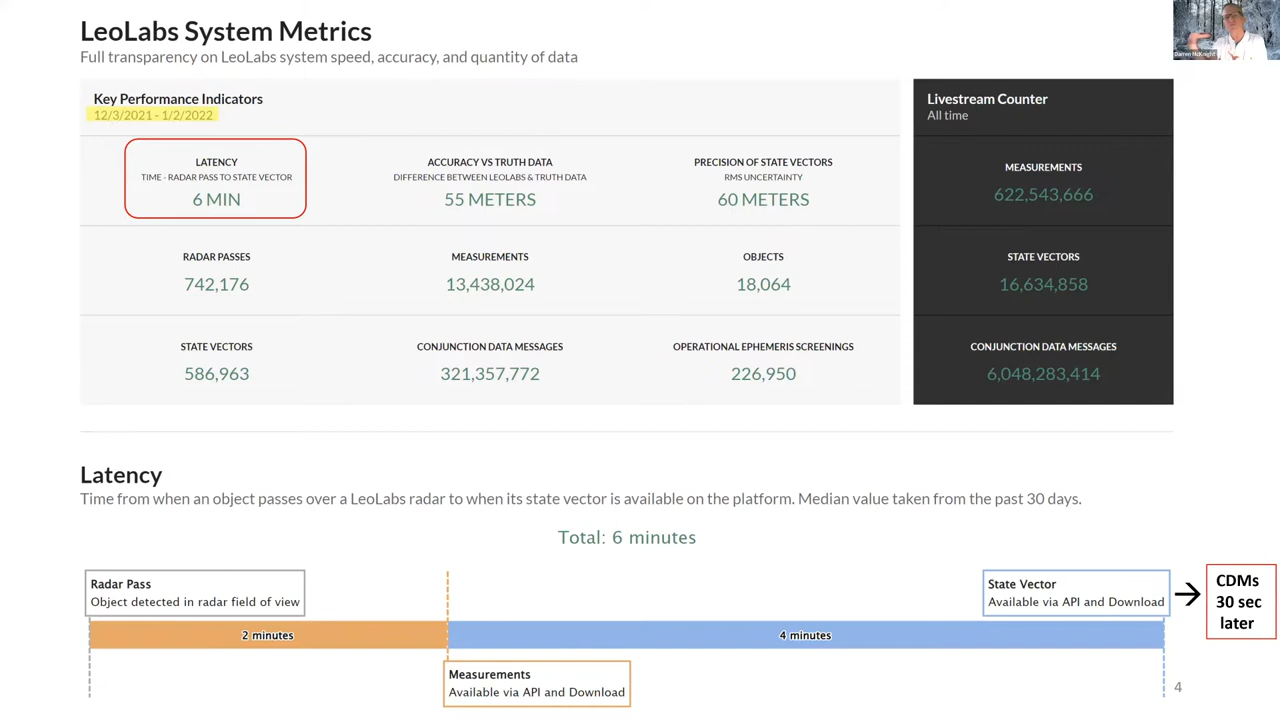 LeoLabs System Metrics
Full transparency on LeoLabs system speed, accuracy, and quantity of data
Key Performance Indicators
12/3/2021 - 1/2/2022
LATENCY
TIME - RADAR PASS TO STATE VECTOR
6 MIN
ACCURACY VS TRUTH DATA
DIFFERENCE BETWEEN LEOLABS & TRUTH DATA
55 METERS
PRECISION OF STATE VECTORS
RMS UNCERTAINTY
60 METERS
RADAR PASSES
742,176
MEASUREMENTS
13,438,024
OBJECTS
18,064
STATE VECTORS
586,963
CONJUNCTION DATA MESSAGES
321,357,772
OPERATIONAL EPHEMERIS SCREENINGS
226,950
Livestream Counter
All time
MEASUREMENTS
622,543,666
STATE VECTORS
16,634,858
CONJUNCTION DATA MESSAGES
6,048,283,414
Darren McKnight
Latency
Time from when an object passes over a LeoLabs radar to when its state vector is available on the platform. Median value taken from the past 30 days.
Total: 6 minutes
Radar Pass
Object detected in radar field of view
2 minutes
Measurements
Available via API and Download
4 minutes
State Vector
Available via API and Download
CDMs
30 sec
later
4